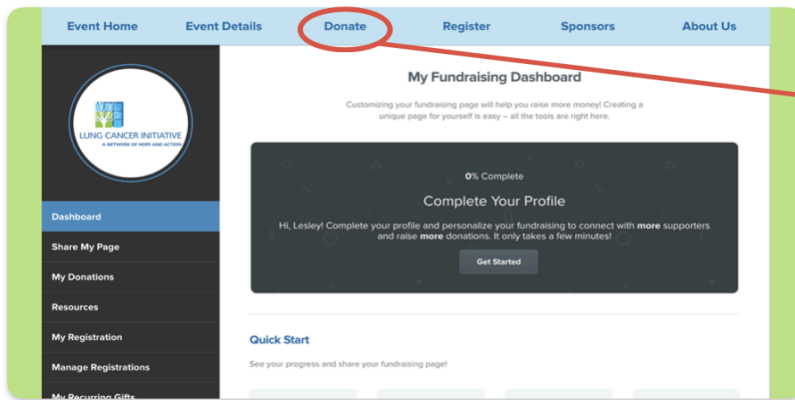 Event Home Event Details Donate Register Sponsors About Us
LUNG CANCER INITIATIVE
A NETWORK OF HOPE AND ACTION
Dashboard
Share My Page
My Donations
Resources
My Registration
Manage Registrations
My Recurring Gifts
My Fundraising Dashboard
Customizing your fundraising page will help you raise more money! Creating a
unique page for yourself is easy – all the tools are right here.
0% Complete
Complete Your Profile
Hi, Lesley! Complete your profile and personalize your fundraising to connect with more supporters
and raise more donations. It only takes a few minutes!
Get Started
Quick Start
See your progress and share your fundraising page!